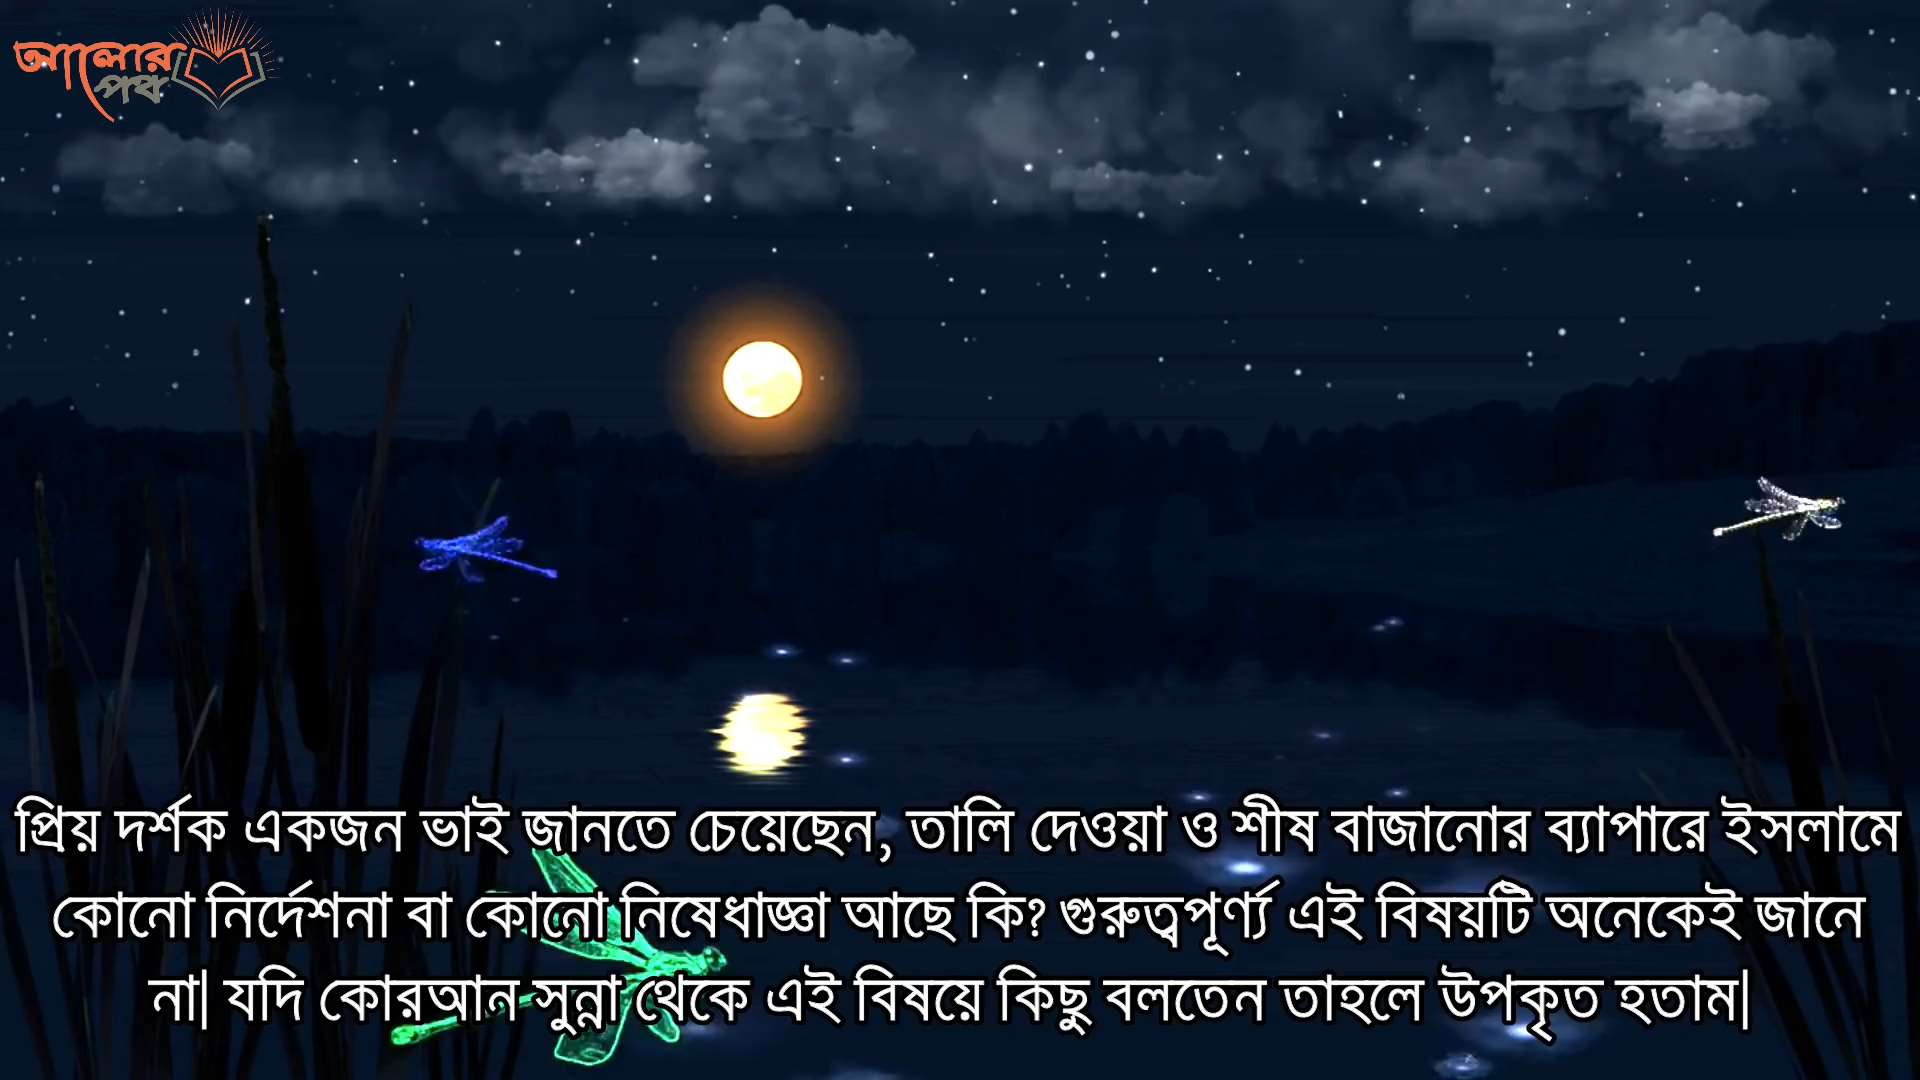 আলোর
পথ
প্রিয় দর্শক একজন ভাই জানতে চেয়েছেন, তালি দেওয়া ও শীষ বাজানোর ব্যাপারে ইসলামে
কোনো নির্দেশনা বা কোনো নিষেধাজ্ঞা আছে কি? গুরুত্বপূর্ণ্য এই বিষয়টি অনেকেই জানে
না| যদি কোরআন সুন্না থেকে এই বিষয়ে কিছু বলতেন তাহলে উপকৃত হতাম|